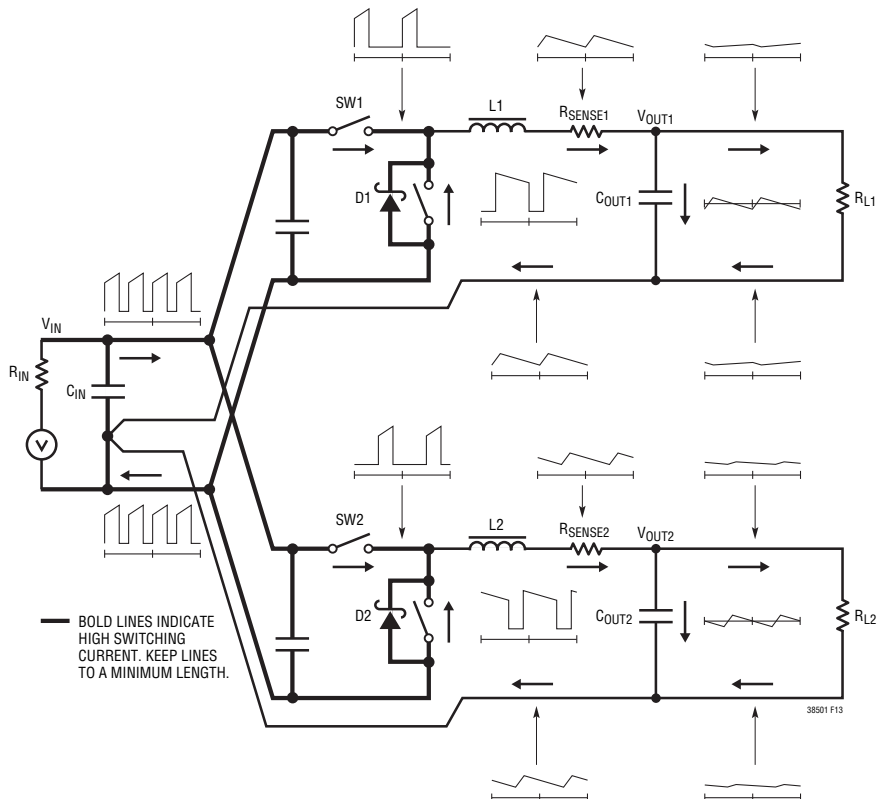 SW1
L1
RSENSE1
VOUT1
D1
COUT1
RL1
VIN
RIN
CIN
V
SW2
L2
RSENSE2
VOUT2
D2
COUT2
RL2
BOLD LINES INDICATE
HIGH SWITCHING
CURRENT. KEEP LINES
TO A MINIMUM LENGTH.
38501 F13